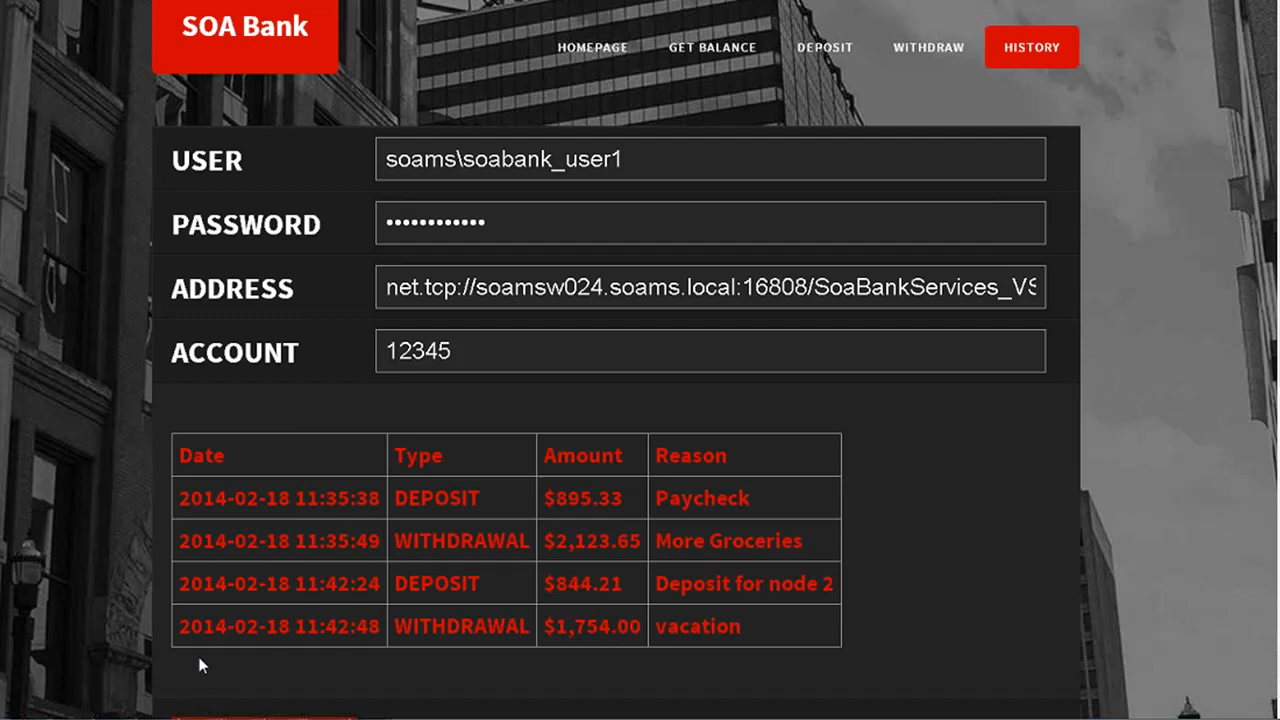 SOA Bank
HOMEPAGE GET BALANCE DEPOSIT WITHDRAW HISTORY
USER soams\soabank_user1
PASSWORD ••••••••••••
ADDRESS net.tcp://soamsw024.soams.local:16808/SoaBankServices_VS
ACCOUNT 12345
Date Type Amount Reason
2014-02-18 11:35:38 DEPOSIT $895.33 Paycheck
2014-02-18 11:35:49 WITHDRAWAL $2,123.65 More Groceries
2014-02-18 11:42:24 DEPOSIT $844.21 Deposit for node 2
2014-02-18 11:42:48 WITHDRAWAL $1,754.00 vacation